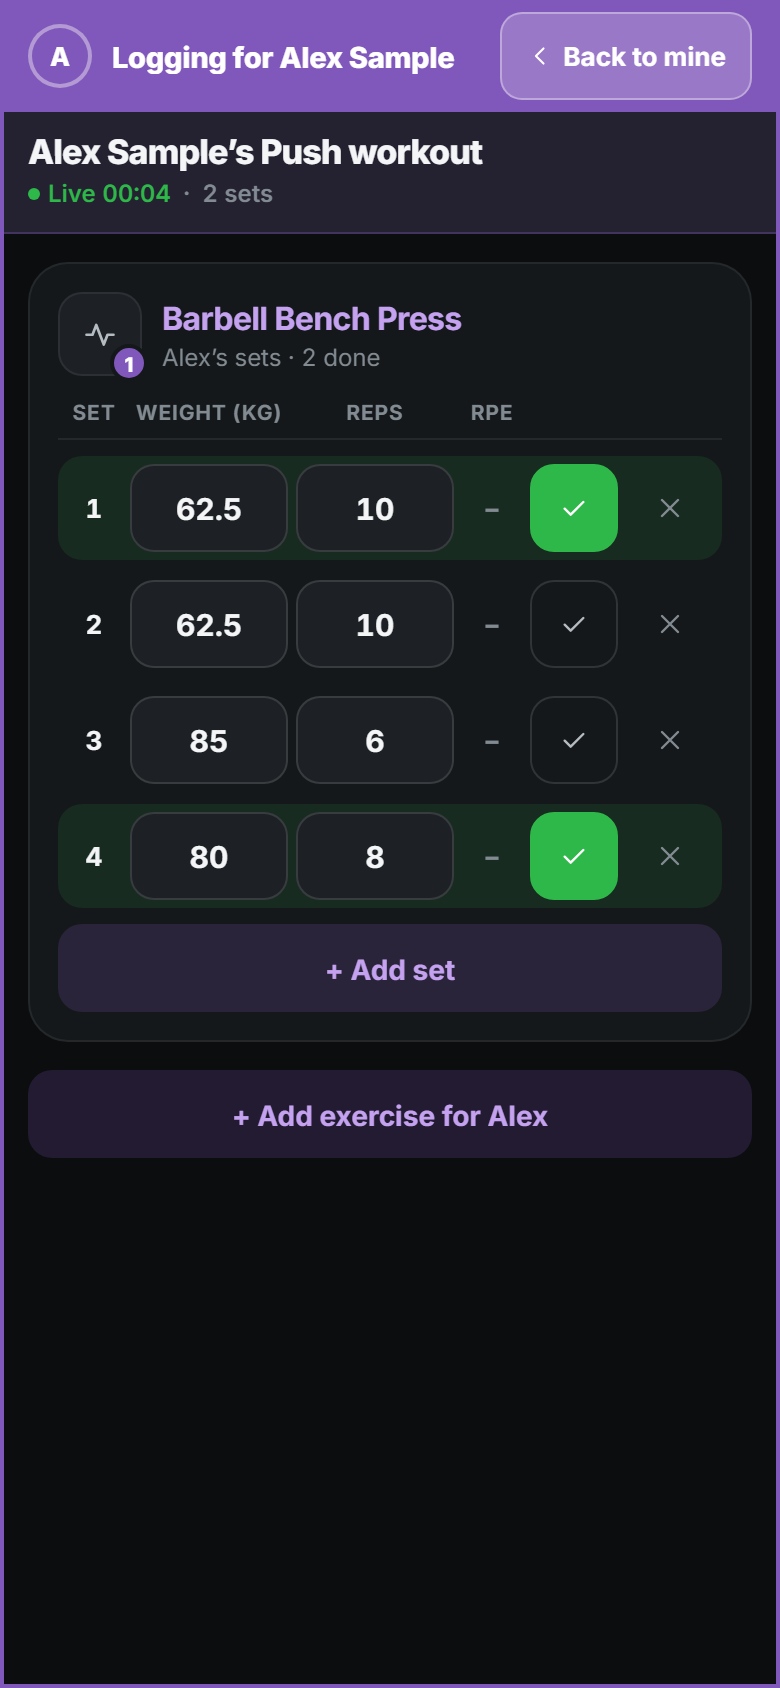 A Logging for Alex Sample Back to mine
Alex Sample’s Push workout
Live 00:04 · 2 sets
Barbell Bench Press
1 Alex’s sets · 2 done
SET WEIGHT (KG) REPS RPE
1 62.5 10 –
2 62.5 10 –
3 85 6 –
4 80 8 –
+ Add set
+ Add exercise for Alex